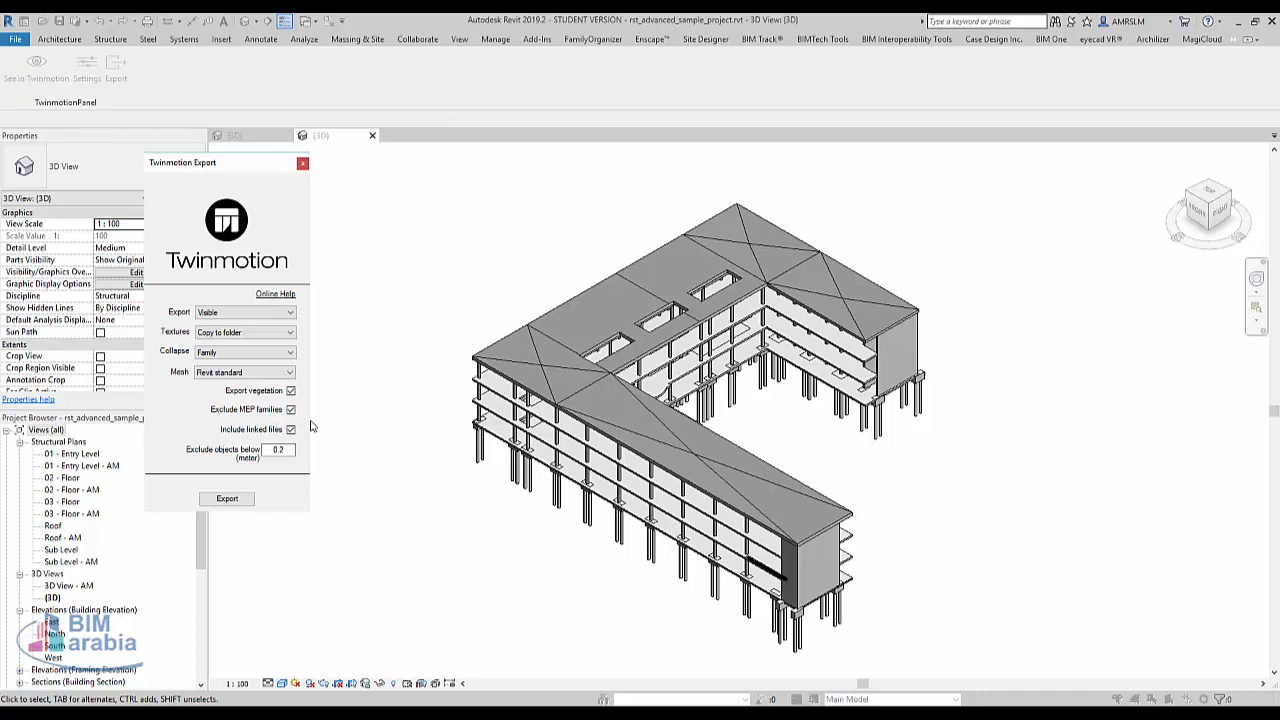 Autodesk Revit 2019.2 - STUDENT VERSION - rst_advanced_sample_project.rvt - 3D View: {3D}
Type a keyword or phrase
AMRSLM
File Architecture Structure Steel Systems Insert Annotate Analyze Massing & Site Collaborate View Manage Add-Ins FamilyOrganizer Enscape™ Site Designer BIM Track® BIMTech Tools BIM Interoperability Tools Case Design Inc. BIM One eyecad VR® Archilizer MagiCloud
See in Twinmotion Settings Export
TwinmotionPanel
Properties
{3D}
{3D}
3D View
3D View: {3D}
Graphics
View Scale 1 : 100
Scale Value 1: 100
Detail Level Medium
Parts Visibility Show Original
Visibility/Graphics Ove... Edit
Graphic Display Options Edit
Discipline Structural
Show Hidden Lines By Discipline
Default Analysis Displa... None
Sun Path
Extents
Crop View
Crop Region Visible
Annotation Crop
Properties help
Project Browser - rst_advanced_sample_
Views (all)
Structural Plans
01 - Entry Level
01 - Entry Level - AM
02 - Floor
02 - Floor - AM
03 - Floor
03 - Floor - AM
Roof
Roof - AM
Sub Level
Sub Level - AM
3D Views
3D View - AM
{3D}
Elevations (Building Elevation)
East
North
South
West
Elevations (Framing Elevation)
Sections (Building Section)
BIM
arabia
Twinmotion Export
Twinmotion
Online Help
Export Visible
Textures Copy to folder
Collapse Family
Mesh Revit standard
Export vegetation
Exclude MEP families
Include linked files
Exclude objects below 0.2
(meter)
Export
TOP
FRONT
RIGHT
1 : 100
Click to select, TAB for alternates, CTRL adds, SHIFT unselects.
:0
Main Model
:0